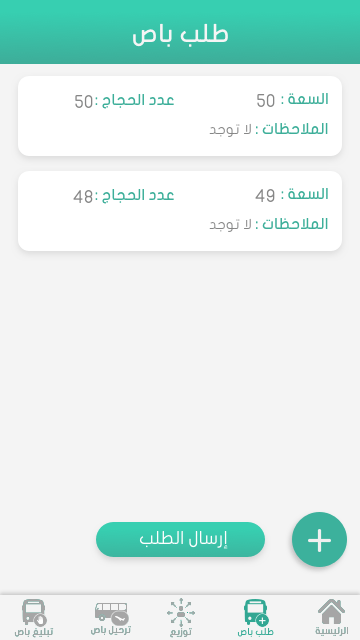 طلب باص
السعة : 50 عدد الحجاج : 50
الملاحظات : لا توجد
السعة : 49 عدد الحجاج : 48
الملاحظات : لا توجد
إرسال الطلب
الرئيسية طلب باص توزيع ترحيل باص تبليغ باص